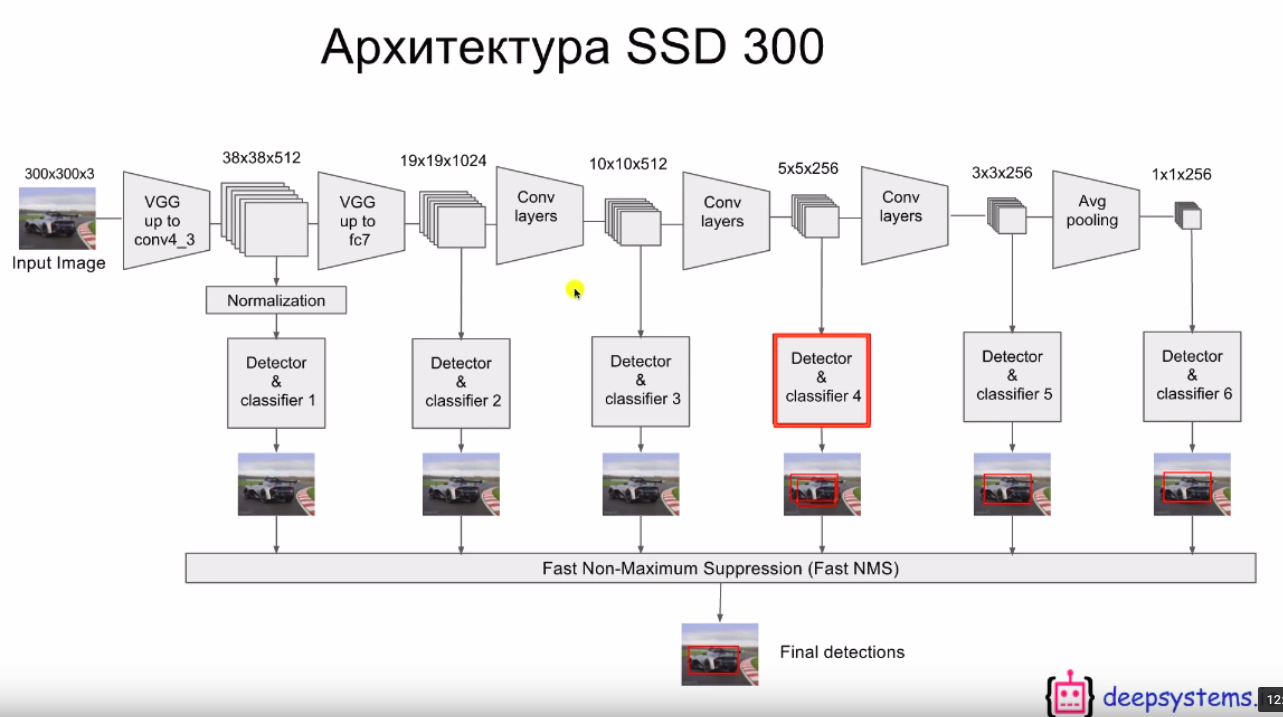 Архитектура SSD 300
300x300x3
38x38x512
19x19x1024
10x10x512
5x5x256
3x3x256
1x1x256
Input Image
VGG
up to
conv4_3
VGG
up to
fc7
Conv
layers
Conv
layers
Conv
layers
Avg
pooling
Normalization
Detector
&
classifier 1
Detector
&
classifier 2
Detector
&
classifier 3
Detector
&
classifier 4
Detector
&
classifier 5
Detector
&
classifier 6
Fast Non-Maximum Suppression (Fast NMS)
Final detections
deepsystems.